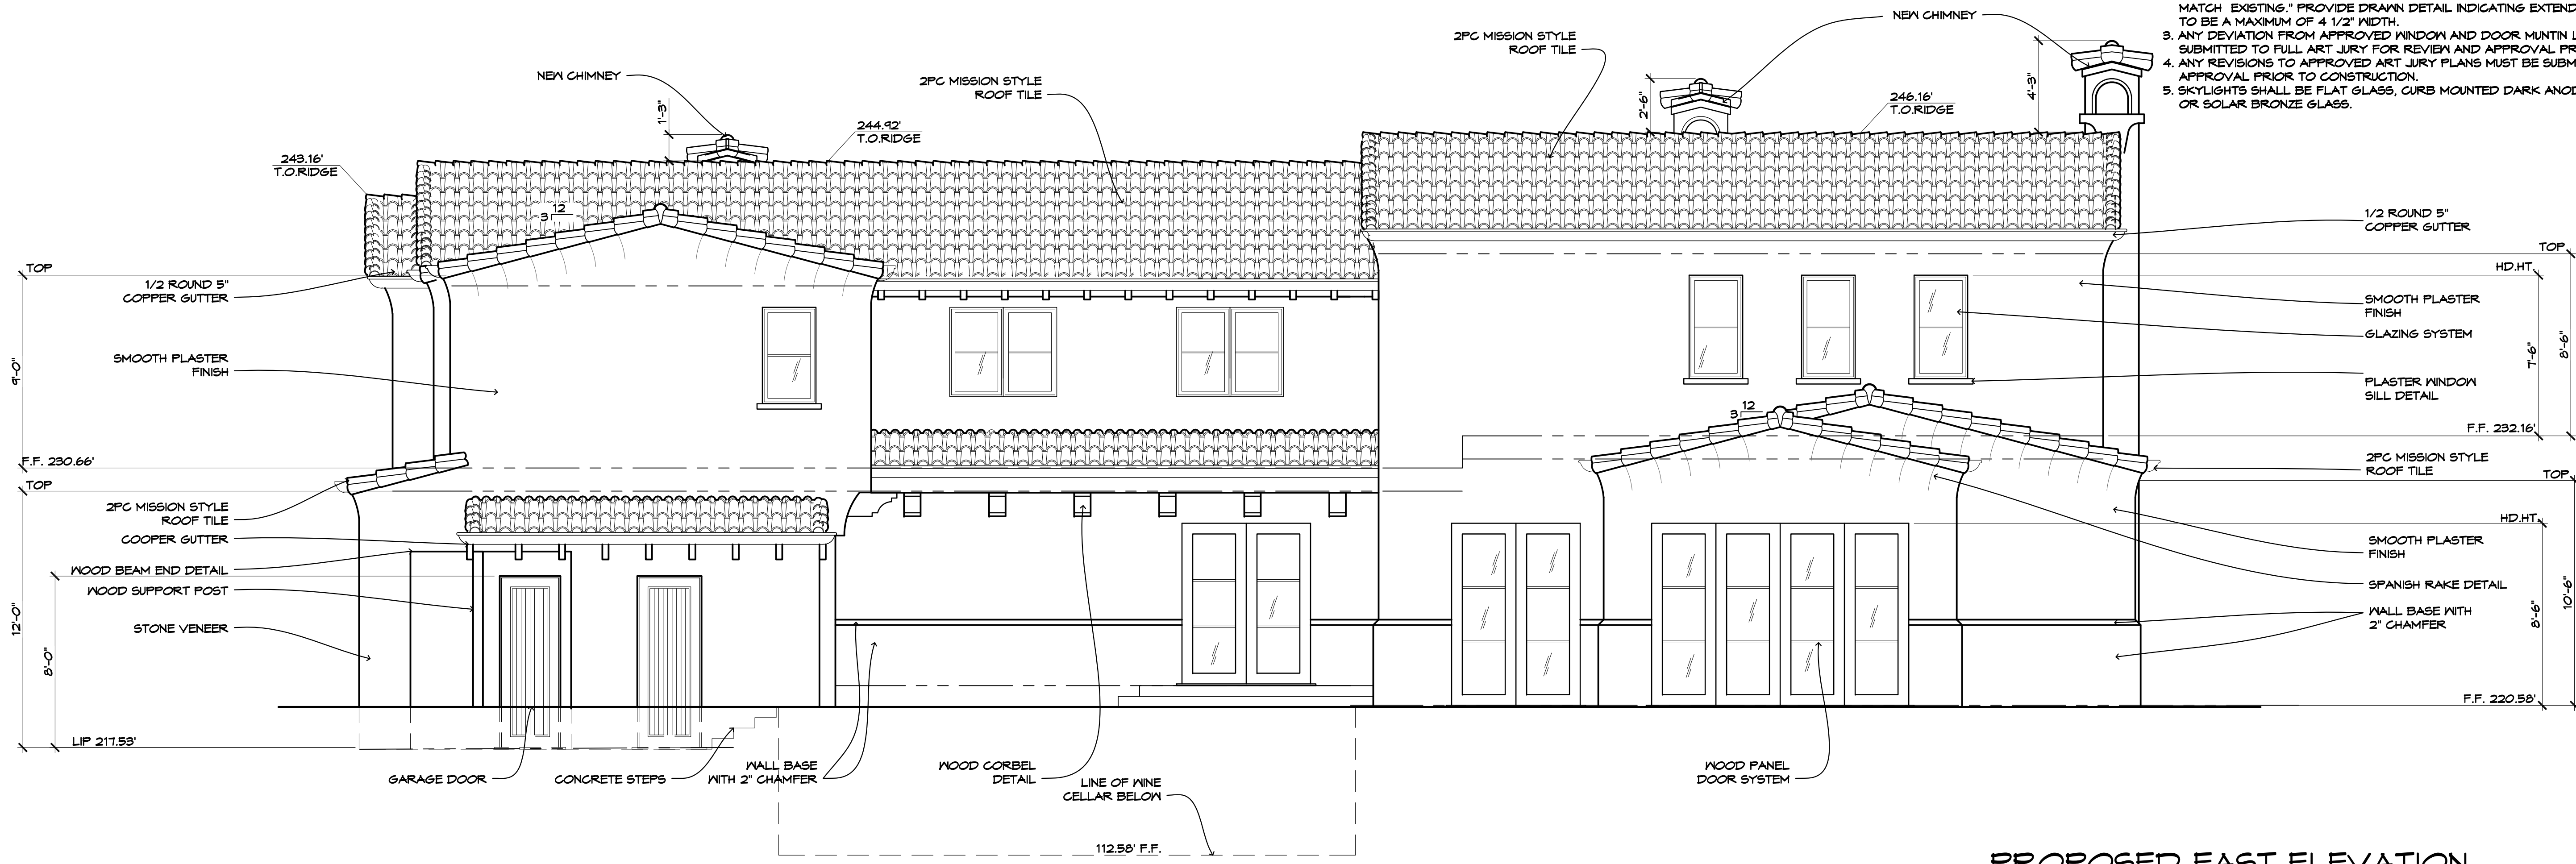 MATCH EXISTING." PROVIDE DRAWN DETAIL INDICATING EXTEND
TO BE A MAXIMUM OF 4 1/2" WIDTH.
3. ANY DEVIATION FROM APPROVED WINDOW AND DOOR MUNTIN
SUBMITTED TO FULL ART JURY FOR REVIEW AND APPROVAL
4. ANY REVISIONS TO APPROVED ART JURY PLANS MUST BE
APPROVAL PRIOR TO CONSTRUCTION.
5. SKYLIGHTS SHALL BE FLAT GLASS, CURB MOUNTED DARK
OR SOLAR BRONZE GLASS.
NEW CHIMNEY
2PC MISSION STYLE
ROOF TILE
NEW CHIMNEY
2PC MISSION STYLE
ROOF TILE
1'-3"
2'-6"
4'-3"
244.92'
T.O.RIDGE
246.16'
T.O.RIDGE
243.16'
T.O.RIDGE
12
3
1/2 ROUND 5"
COPPER GUTTER
TOP
TOP
HD.HT.
1/2 ROUND 5"
COPPER GUTTER
SMOOTH PLASTER
FINISH
GLAZING SYSTEM
9'-0"
SMOOTH PLASTER
FINISH
7'-6"
8'-6"
PLASTER WINDOW
SILL DETAIL
12
3
F.F. 232.16'
F.F. 230.66'
TOP
2PC MISSION STYLE
ROOF TILE
TOP
2PC MISSION STYLE
ROOF TILE
COOPER GUTTER
HD.HT.
SMOOTH PLASTER
FINISH
WOOD BEAM END DETAIL
WOOD SUPPORT POST
SPANISH RAKE DETAIL
12'-0"
8'-0"
STONE VENEER
WALL BASE WITH
2" CHAMFER
8'-6"
10'-6"
F.F. 220.58'
LIP 217.53'
GARAGE DOOR
CONCRETE STEPS
WALL BASE
WITH 2" CHAMFER
WOOD CORBEL
DETAIL
LINE OF WINE
CELLAR BELOW
WOOD PANEL
DOOR SYSTEM
112.58' F.F.
PROPOSED EAST ELEVATION